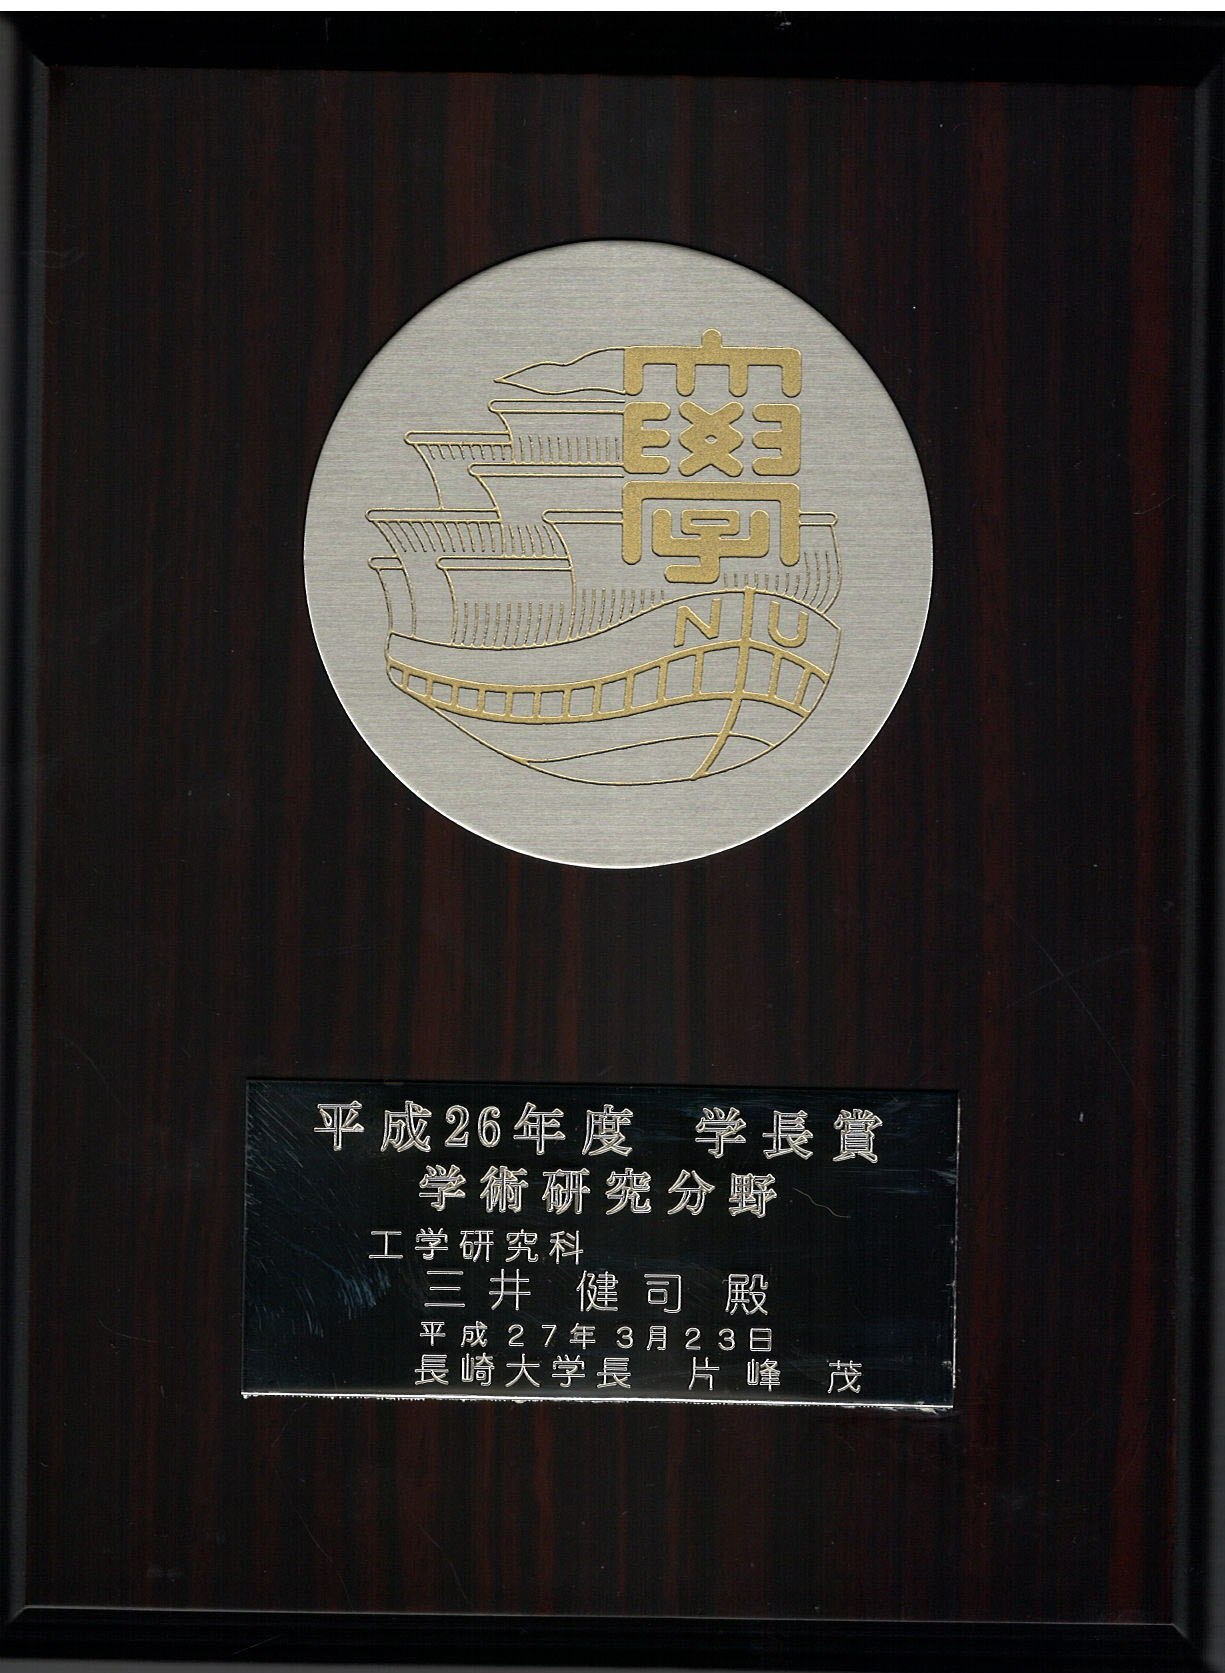 學
NU
平成26年度 学長賞
学術研究分野
工学研究科
三井 健司 殿
平成27年3月23日
長崎大学長 片峰 茂